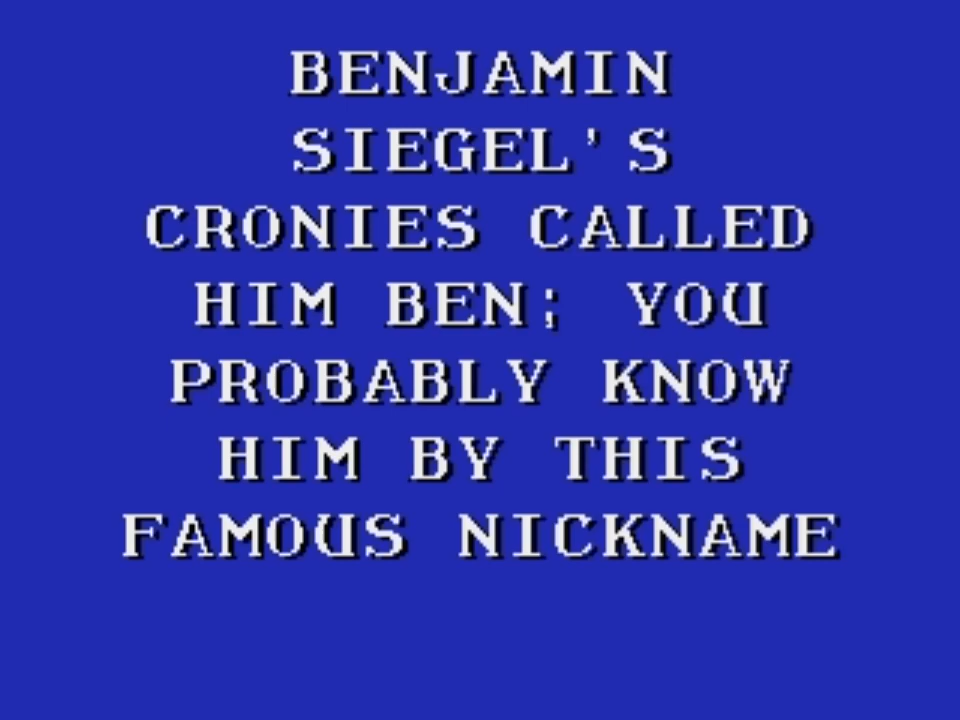 BENJAMIN
SIEGEL'S
CRONIES CALLED
HIM BEN; YOU
PROBABLY KNOW
HIM BY THIS
FAMOUS NICKNAME